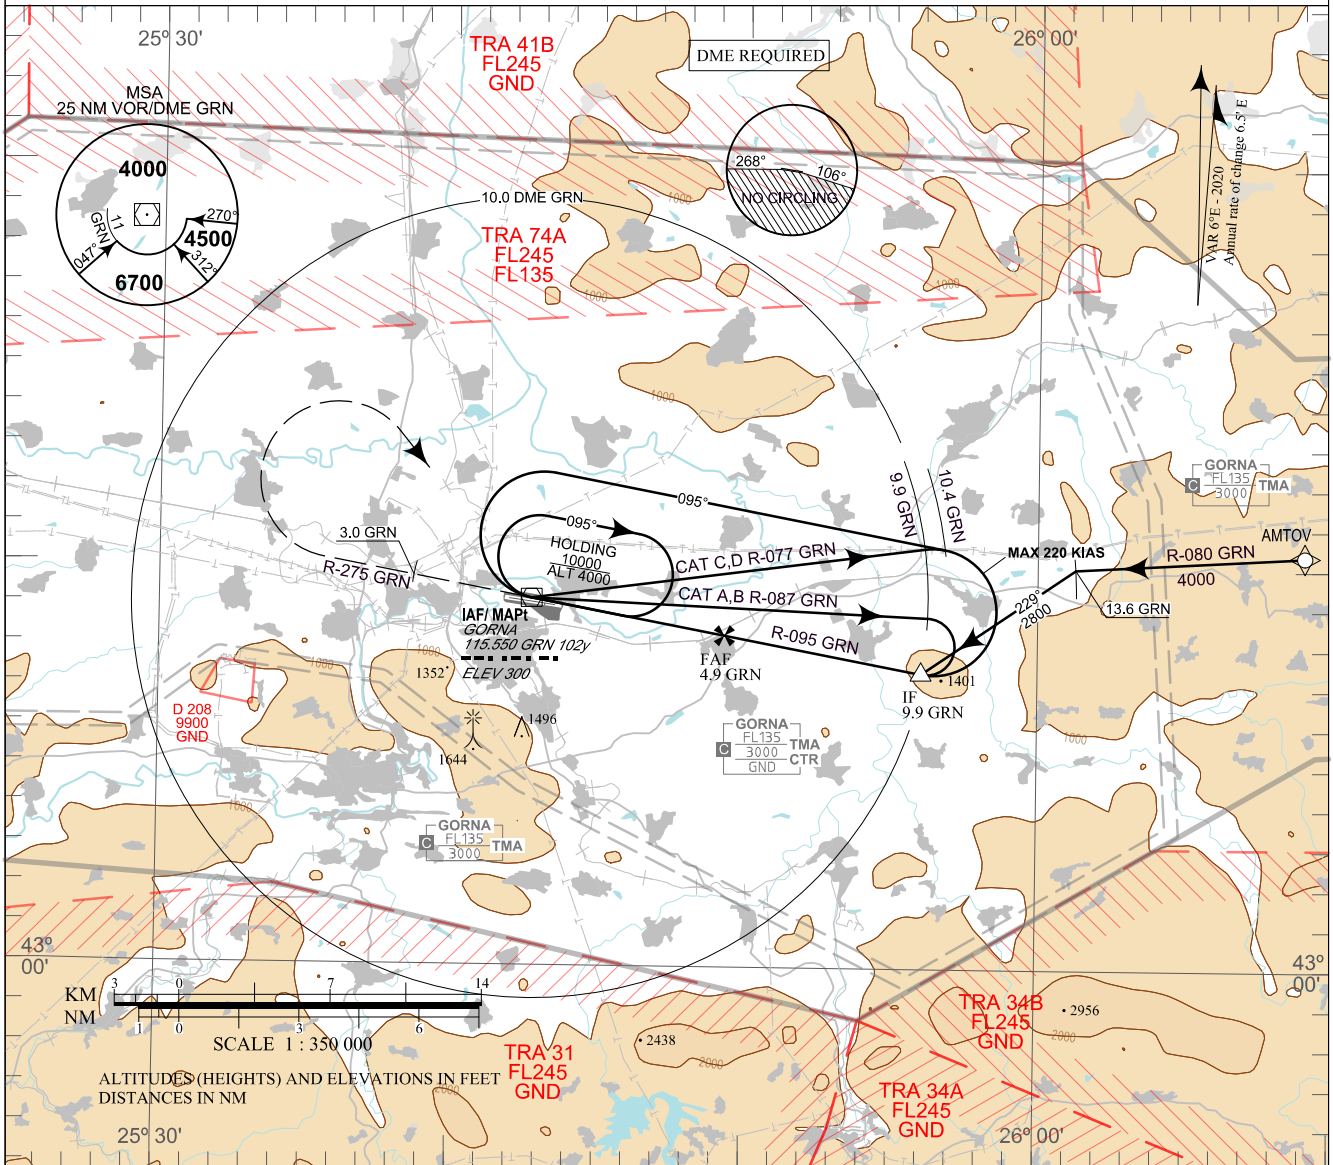 25° 30'
26° 00'
TRA 41B
FL245
GND
DME REQUIRED
MSA
25 NM VOR/DME GRN
4000
11
GRN
270°
4500
047°
312°
6700
268°
106°
NO CIRCLING
VAR 6°E - 2020
Annual rate of change 6.5' E
10.0 DME GRN
1000
TRA 74A
FL245
FL135
1000
1000
1000
9.9 GRN
10.4 GRN
095°
095°
HOLDING
10000
ALT 4000
3.0 GRN
R-275 GRN
CAT C,D R-077 GRN
CAT A,B R-087 GRN
R-095 GRN
MAX 220 KIAS
229°
2800
13.6 GRN
R-080 GRN
4000
AMTOV
GORNA
FL135
3000
C
TMA
IAF/ MAPt
GORNA
115.550 GRN 102y
ELEV 300
FAF
4.9 GRN
IF
9.9 GRN
1401
1000
1000
1352
1496
1644
D 208
9900
GND
GORNA
FL135
3000
GND
C
TMA
CTR
1000
1000
GORNA
FL135
3000
C
TMA
43°
00'
43°
00'
KM
3 0 7 14
NM
1 0 3 6
SCALE 1 : 350 000
ALTITUDES (HEIGHTS) AND ELEVATIONS IN FEET
DISTANCES IN NM
TRA 31
FL245
GND
2438
2000
2000
TRA 34B
FL245
GND
2956
2000
TRA 34A
FL245
GND
25° 30'
26° 00'